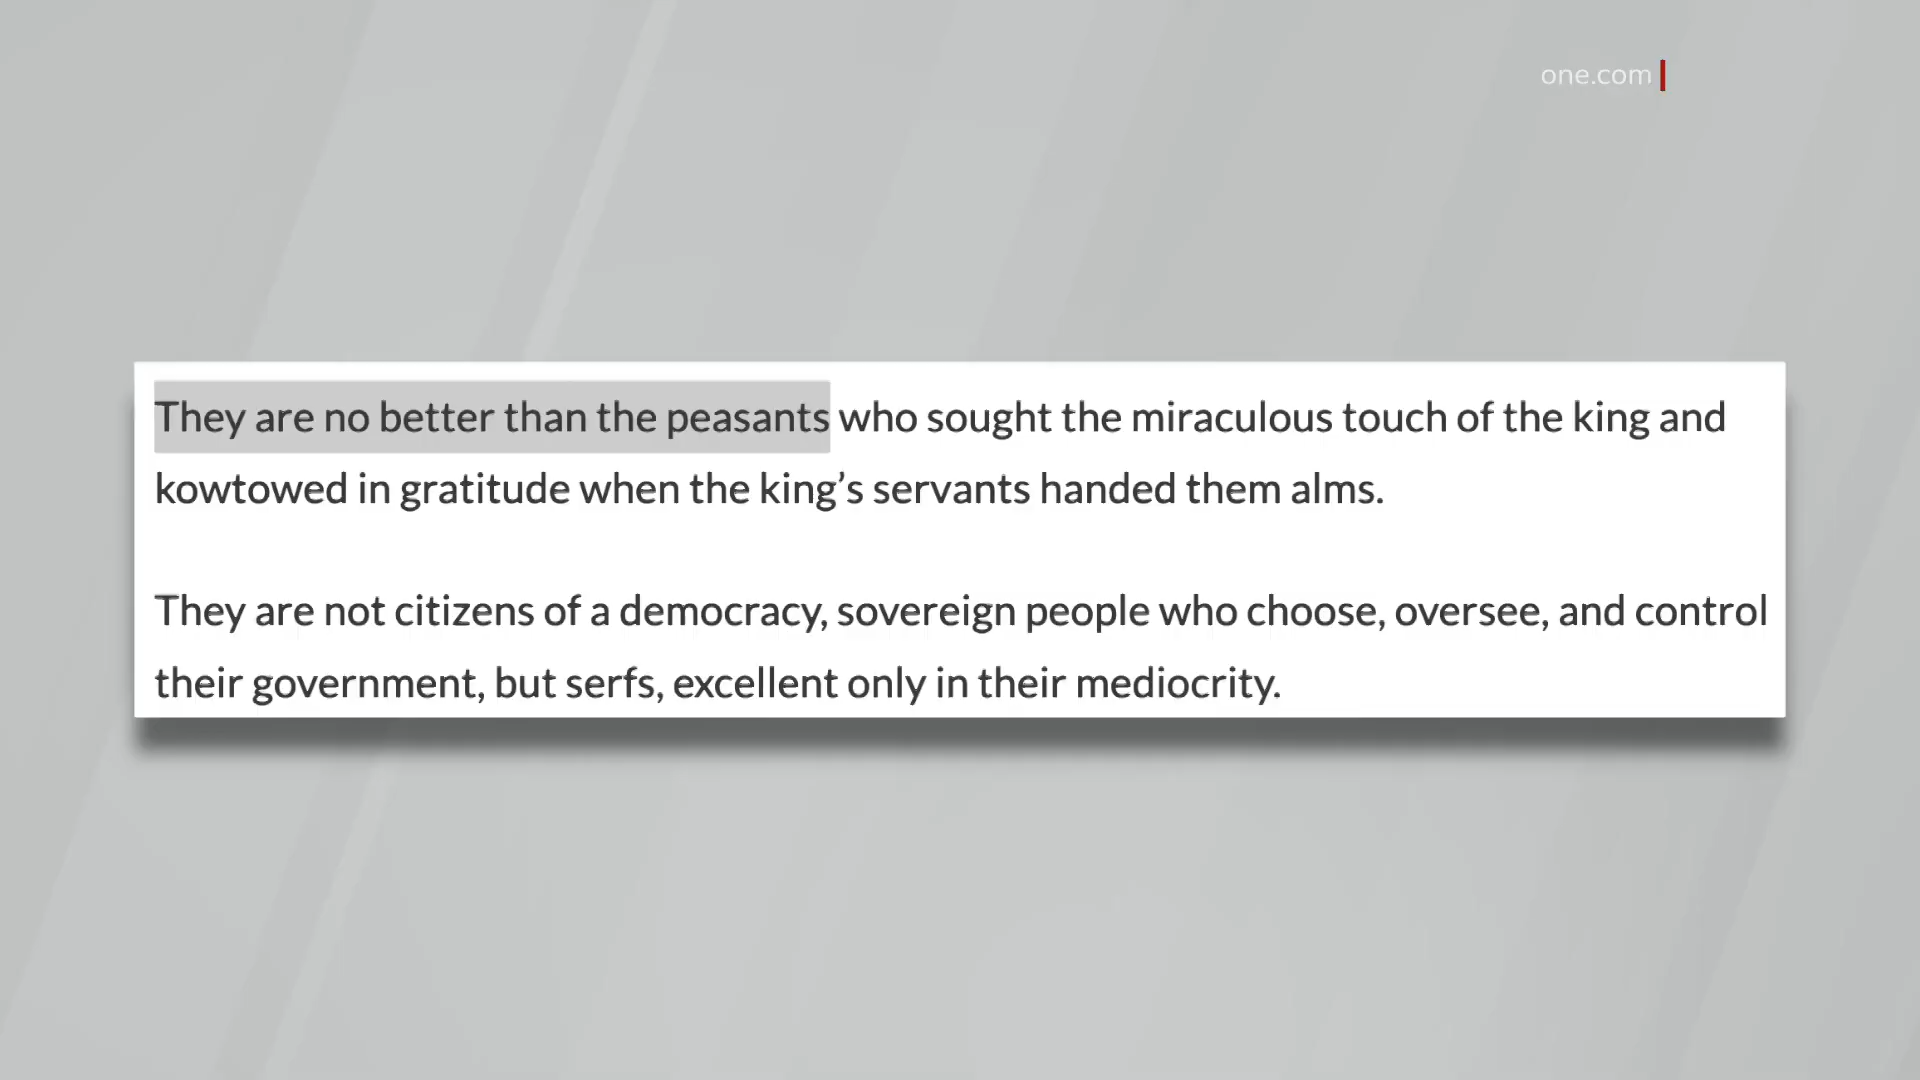 one.com
They are no better than the peasants who sought the miraculous touch of the king and
kowtowed in gratitude when the king’s servants handed them alms.
They are not citizens of a democracy, sovereign people who choose, oversee, and control
their government, but serfs, excellent only in their mediocrity.